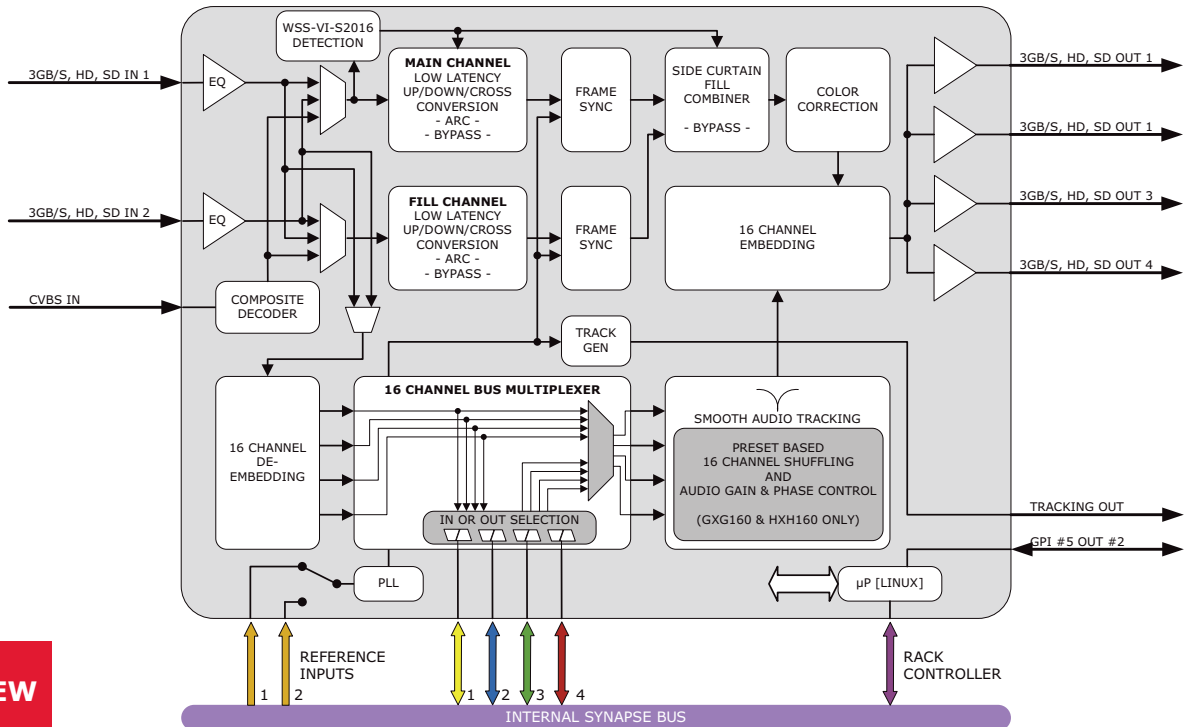 WSS-VI-S2016
DETECTION
3GB/S, HD, SD IN 1
EQ
MAIN CHANNEL
LOW LATENCY
UP/DOWN/CROSS
CONVERSION
- ARC -
- BYPASS -
FRAME
SYNC
SIDE CURTAIN
FILL
COMBINER
- BYPASS -
COLOR
CORRECTION
3GB/S, HD, SD OUT 1
3GB/S, HD, SD OUT 1
3GB/S, HD, SD IN 2
EQ
FILL CHANNEL
LOW LATENCY
UP/DOWN/CROSS
CONVERSION
- ARC -
- BYPASS -
FRAME
SYNC
16 CHANNEL
EMBEDDING
3GB/S, HD, SD OUT 3
3GB/S, HD, SD OUT 4
CVBS IN
COMPOSITE
DECODER
TRACK
GEN
16 CHANNEL
DE-
EMBEDDING
16 CHANNEL BUS MULTIPLEXER
IN OR OUT SELECTION
SMOOTH AUDIO TRACKING
PRESET BASED
16 CHANNEL SHUFFLING
AND
AUDIO GAIN & PHASE CONTROL
(GXG160 & HXH160 ONLY)
TRACKING OUT
GPI #5 OUT #2
PLL
µP [LINUX]
REFERENCE
INPUTS
1
2
1
2
3
4
RACK
CONTROLLER
EW
INTERNAL SYNAPSE BUS